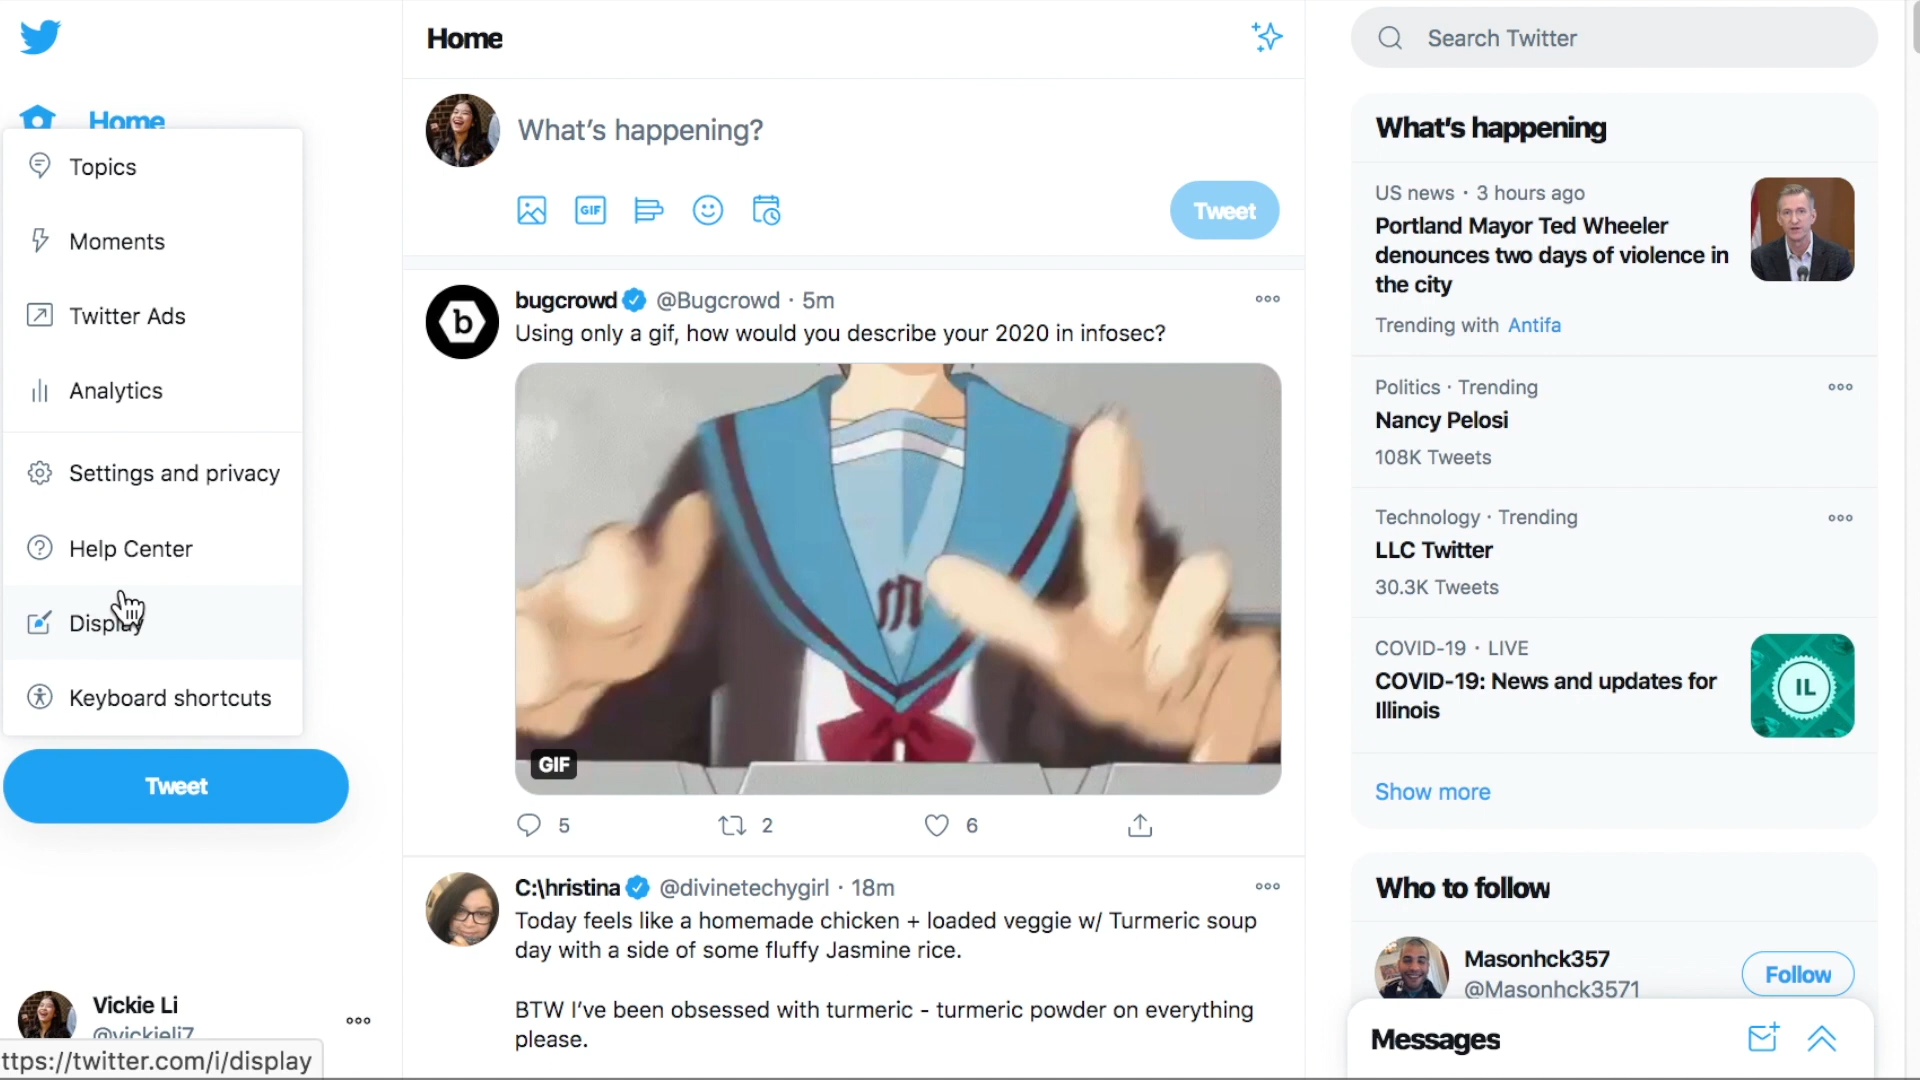 Home
Topics
Moments
Twitter Ads
Analytics
Settings and privacy
Help Center
Display
Keyboard shortcuts
Tweet
Vickie Li
@vickieli7
ttps://twitter.com/i/display
Home
What's happening?
GIF
Tweet
bugcrowd @Bugcrowd · 5m
Using only a gif, how would you describe your 2020 in infosec?
GIF
5 2 6
C:\hristina @divinetechygirl · 18m
Today feels like a homemade chicken + loaded veggie w/ Turmeric soup
day with a side of some fluffy Jasmine rice.
BTW I've been obsessed with turmeric - turmeric powder on everything
please.
Search Twitter
What's happening
US news · 3 hours ago
Portland Mayor Ted Wheeler
denounces two days of violence in
the city
Trending with Antifa
Politics · Trending
Nancy Pelosi
108K Tweets
Technology · Trending
LLC Twitter
30.3K Tweets
COVID-19 · LIVE
COVID-19: News and updates for
Illinois
IL
Show more
Who to follow
Masonhck357
@Masonhck3571
Follow
Messages